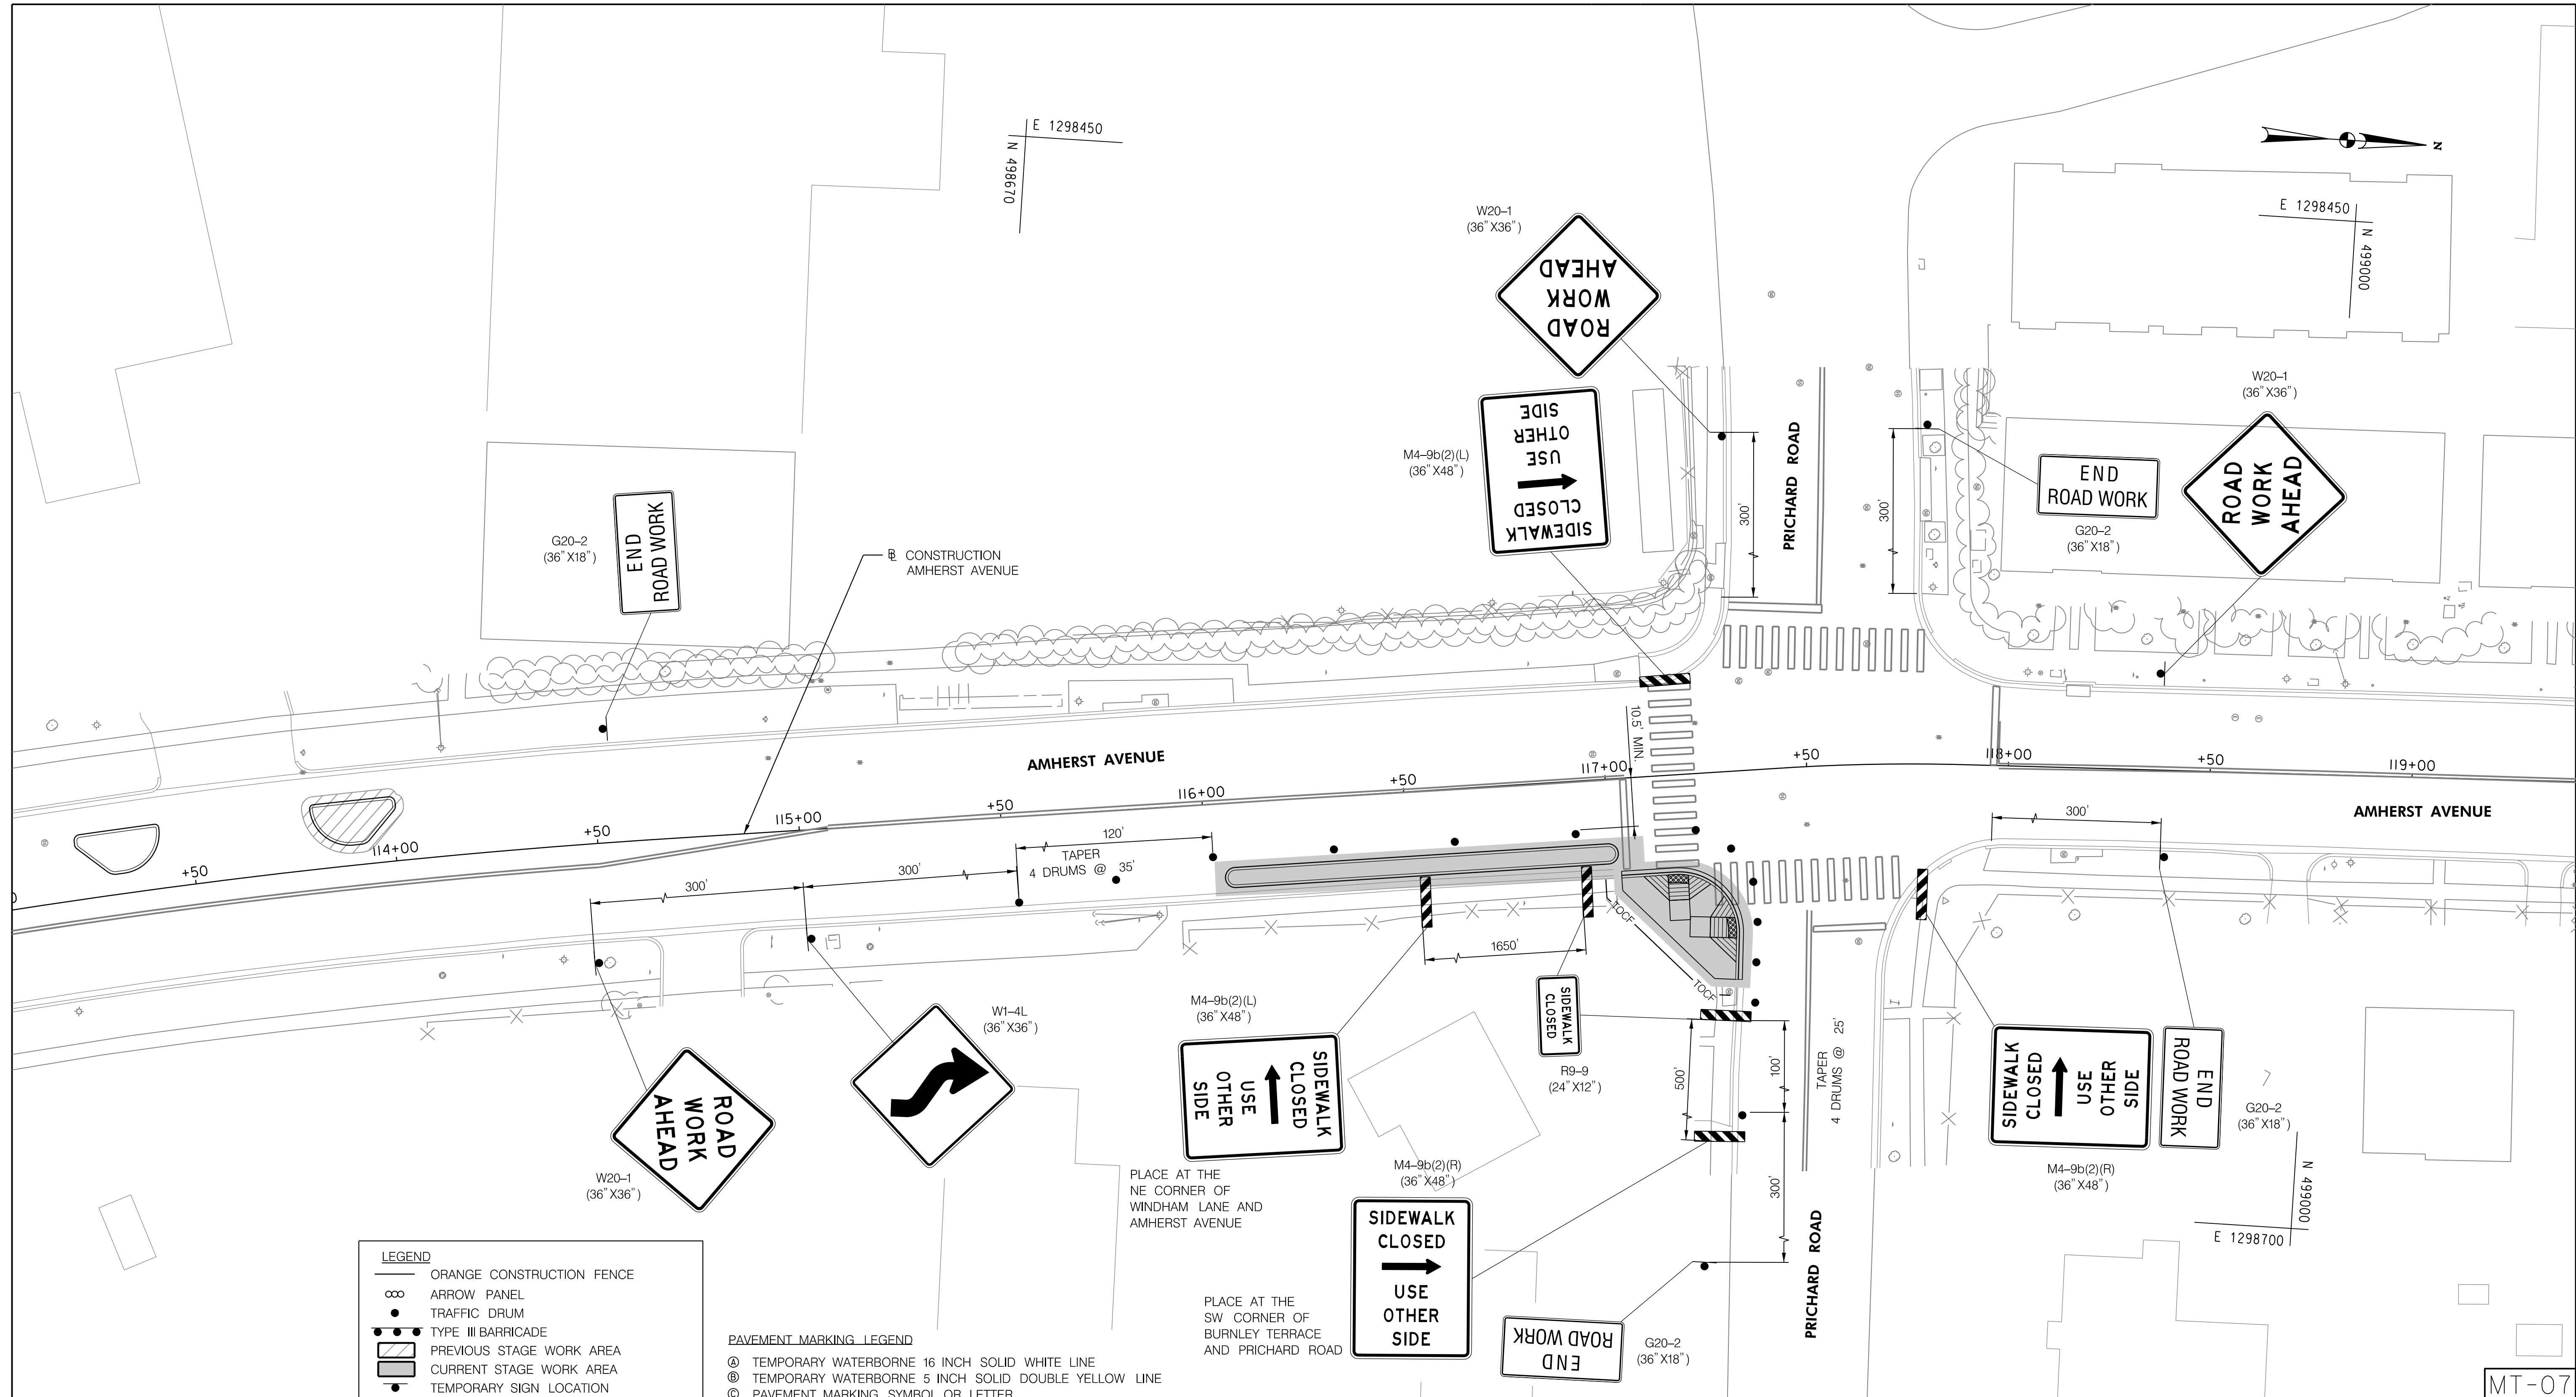 E 1298450
N 498670
N
E 1298450
N 499000
W20-1
(36"X36")
ROAD
WORK
AHEAD
M4-9b(2)(L)
(36"X48")
SIDEWALK
CLOSED
USE
OTHER
SIDE
300'
PRICHARD ROAD
300'
END
ROAD WORK
G20-2
(36"X18")
W20-1
(36"X36")
ROAD
WORK
AHEAD
G20-2
(36"X18")
END
ROAD WORK
CONSTRUCTION
AMHERST AVENUE
10.5' MIN.
AMHERST AVENUE
+50
114+00
+50
115+00
+50
116+00
+50
117+00
+50
118+00
+50
119+00
AMHERST AVENUE
300'
300'
300'
120'
TAPER
4 DRUMS @ 35'
1650'
TOCF
TOCF
W20-1
(36"X36")
ROAD
WORK
AHEAD
W1-4L
(36"X36")
M4-9b(2)(L)
(36"X48")
SIDEWALK
CLOSED
USE
OTHER
SIDE
PLACE AT THE
NE CORNER OF
WINDHAM LANE AND
AMHERST AVENUE
SIDEWALK
CLOSED
R9-9
(24"X12")
500'
100'
TAPER
4 DRUMS @ 25'
300'
PRICHARD ROAD
M4-9b(2)(R)
(36"X48")
SIDEWALK
CLOSED
USE
OTHER
SIDE
PLACE AT THE
SW CORNER OF
BURNLEY TERRACE
AND PRICHARD ROAD
END
ROAD WORK
G20-2
(36"X18")
SIDEWALK
CLOSED
USE
OTHER
SIDE
M4-9b(2)(R)
(36"X48")
END
ROAD WORK
G20-2
(36"X18")
N 499000
E 1298700
LEGEND
ORANGE CONSTRUCTION FENCE
ARROW PANEL
TRAFFIC DRUM
TYPE III BARRICADE
PREVIOUS STAGE WORK AREA
CURRENT STAGE WORK AREA
TEMPORARY SIGN LOCATION
PAVEMENT MARKING LEGEND
Ⓐ TEMPORARY WATERBORNE 16 INCH SOLID WHITE LINE
Ⓑ TEMPORARY WATERBORNE 5 INCH SOLID DOUBLE YELLOW LINE
Ⓒ PAVEMENT MARKING SYMBOL OR LETTER
MT-07